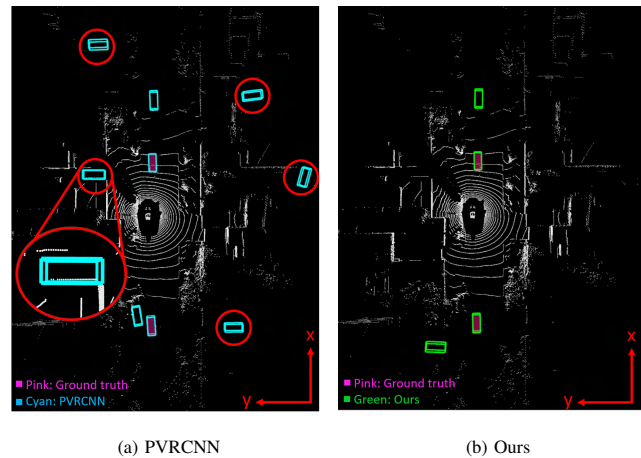 x
y
Pink: Ground truth
Cyan: PVRCNN
x
y
Pink: Ground truth
Green: Ours
(a) PVRCNN
(b) Ours